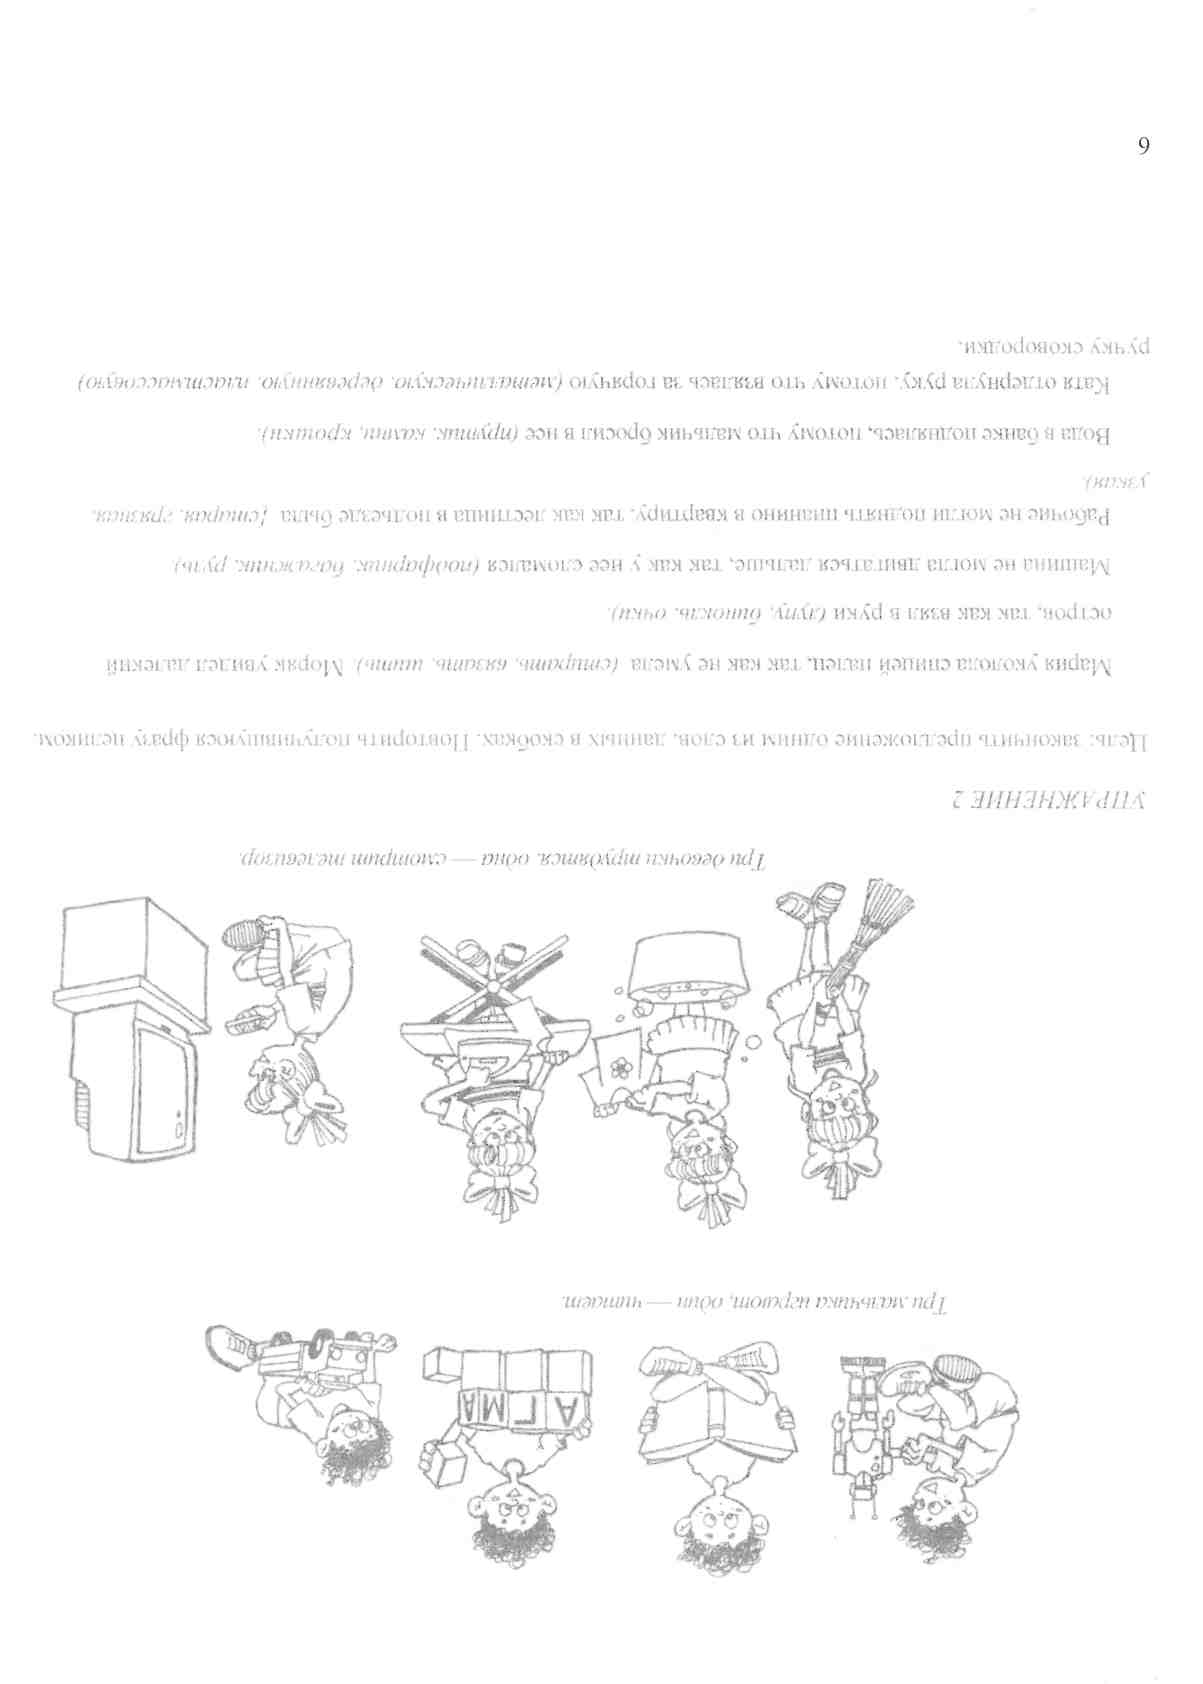 Три мальчика играют, один — читает.
Три девочки трудятся, одна — смотрит телевизор.
УПРАЖНЕНИЕ 2
Цель: закончить предложение одним из слов, данных в скобках. Повторить получившуюся фразу целиком.
Мария уколола спицей палец, так как не умела (стирать, вязать, шить). Моряк увидел далекий
остров, так как взял в руки (лупу, бинокль, очки).
Машина не могла двигаться дальше, так как у нее сломался (поофарник, багажник, руль)
Рабочие не могли поднять пианино в квартиру, так как лестница в подъезде была (старая, грязная,
узкая)
Вода в банке поднялась, потому что мальчик бросил в нее (прутик, камни, крошки).
Катя отдернула руку, потому что взялась за горячую (металлическую, деревянную, пластмассовую)
ручку сковородки.
6